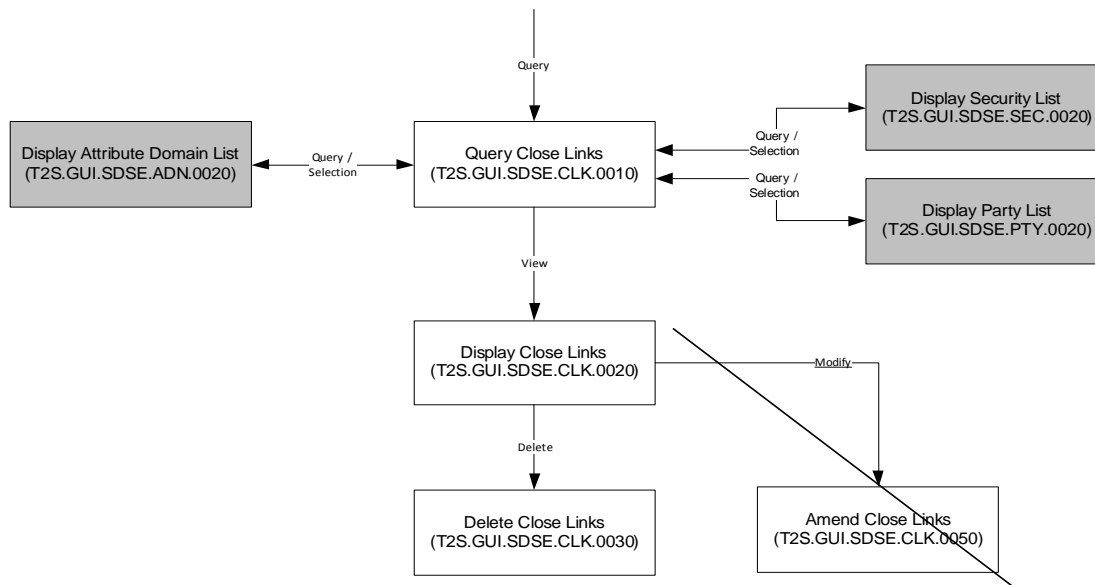 Query
Display Security List
(T2S.GUI.SDSE.SEC.0020)
Display Attribute Domain List
(T2S.GUI.SDSE.ADN.0020)
Query /
Selection
Query Close Links
(T2S.GUI.SDSE.CLK.0010)
Query /
Selection
Query /
Selection
Display Party List
(T2S.GUI.SDSE.PTY.0020)
View
Display Close Links
(T2S.GUI.SDSE.CLK.0020)
Modify
Delete
Delete Close Links
(T2S.GUI.SDSE.CLK.0030)
Amend Close Links
(T2S.GUI.SDSE.CLK.0050)